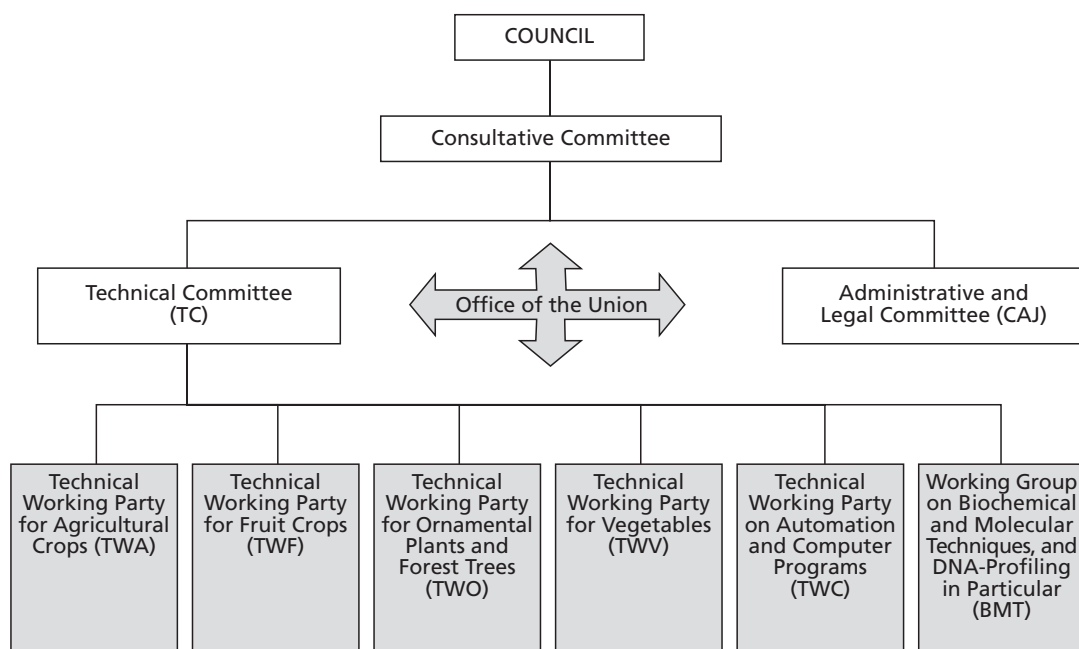 COUNCIL
Consultative Committee
Technical Committee
(TC)
Office of the Union
Administrative and
Legal Committee (CAJ)
Technical
Working Party
for Agricultural
Crops (TWA)
Technical
Working Party
for Fruit Crops
(TWF)
Technical
Working Party
for Ornamental
Plants and
Forest Trees
(TWO)
Technical
Working Party
for Vegetables
(TWV)
Technical
Working Party
on Automation
and Computer
Programs
(TWC)
Working Group
on Biochemical
and Molecular
Techniques, and
DNA-Profiling
in Particular
(BMT)